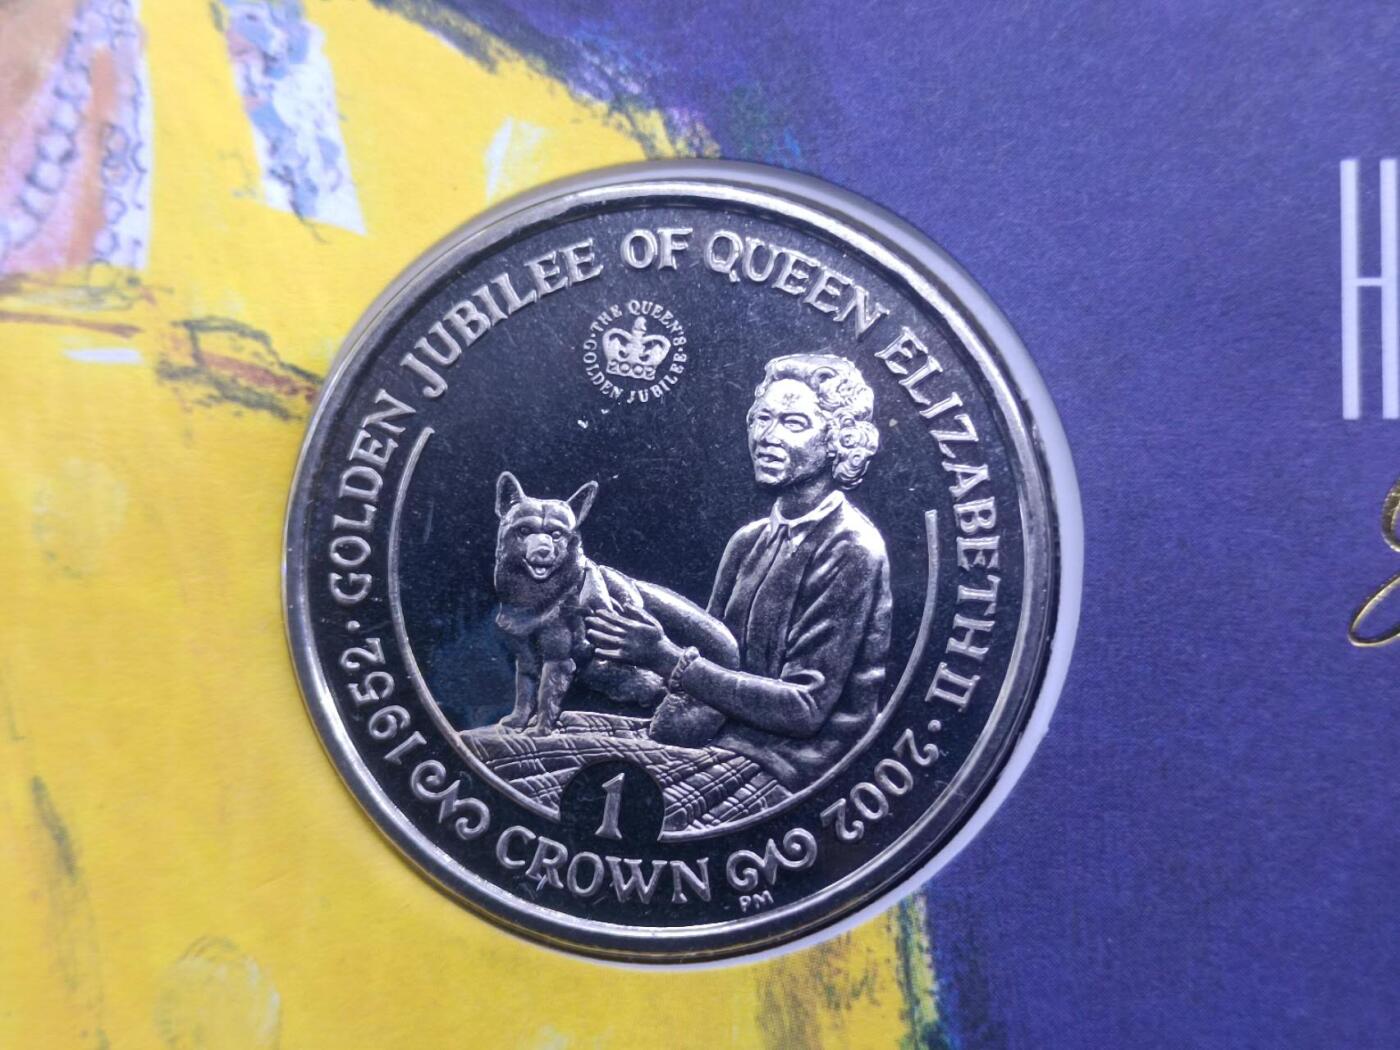 1952 · GOLDEN JUBILEE OF QUEEN ELIZABETH II · 2002
· THE QUEEN'S ·
GOLDEN JUBILEE
2002
1
CROWN
PM
H